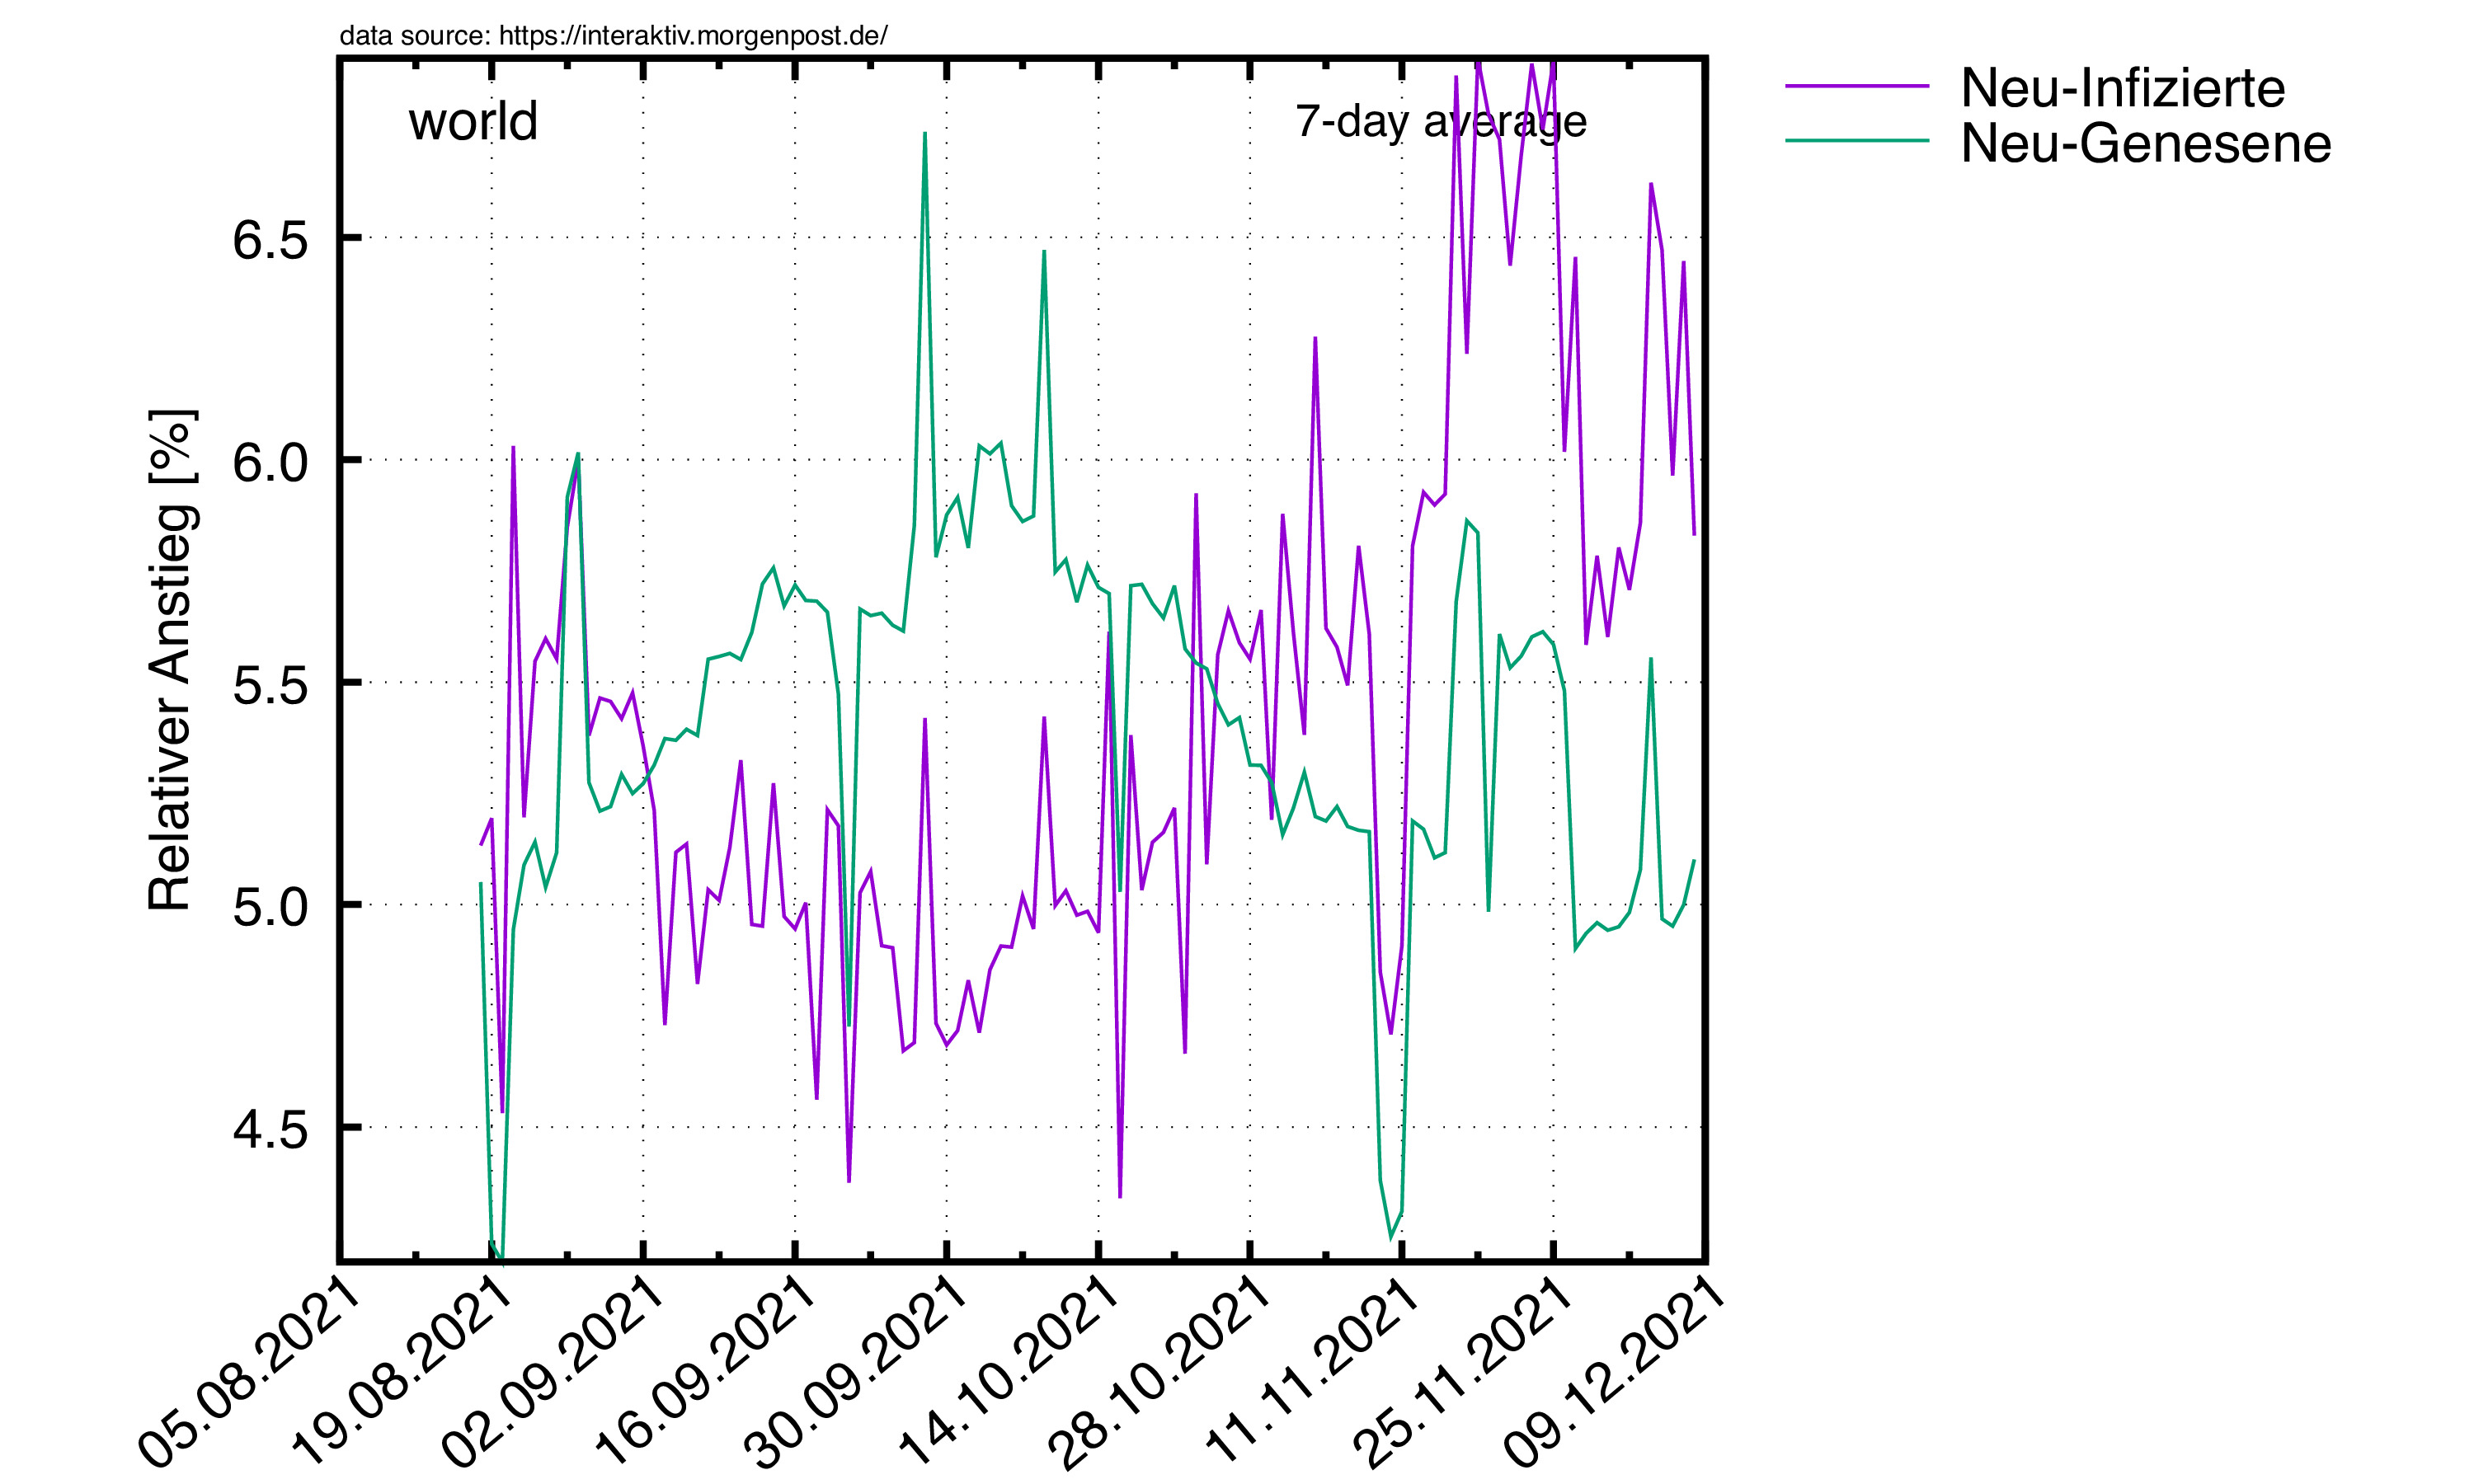 data source: https://interaktiv.morgenpost.de/
world
7-day average
Neu-Infizierte
Neu-Genesene
Relativer Anstieg [%]
6.5
6.0
5.5
5.0
4.5
05.08.2021
19.08.2021
02.09.2021
16.09.2021
30.09.2021
14.10.2021
28.10.2021
11.11.2021
25.11.2021
09.12.2021